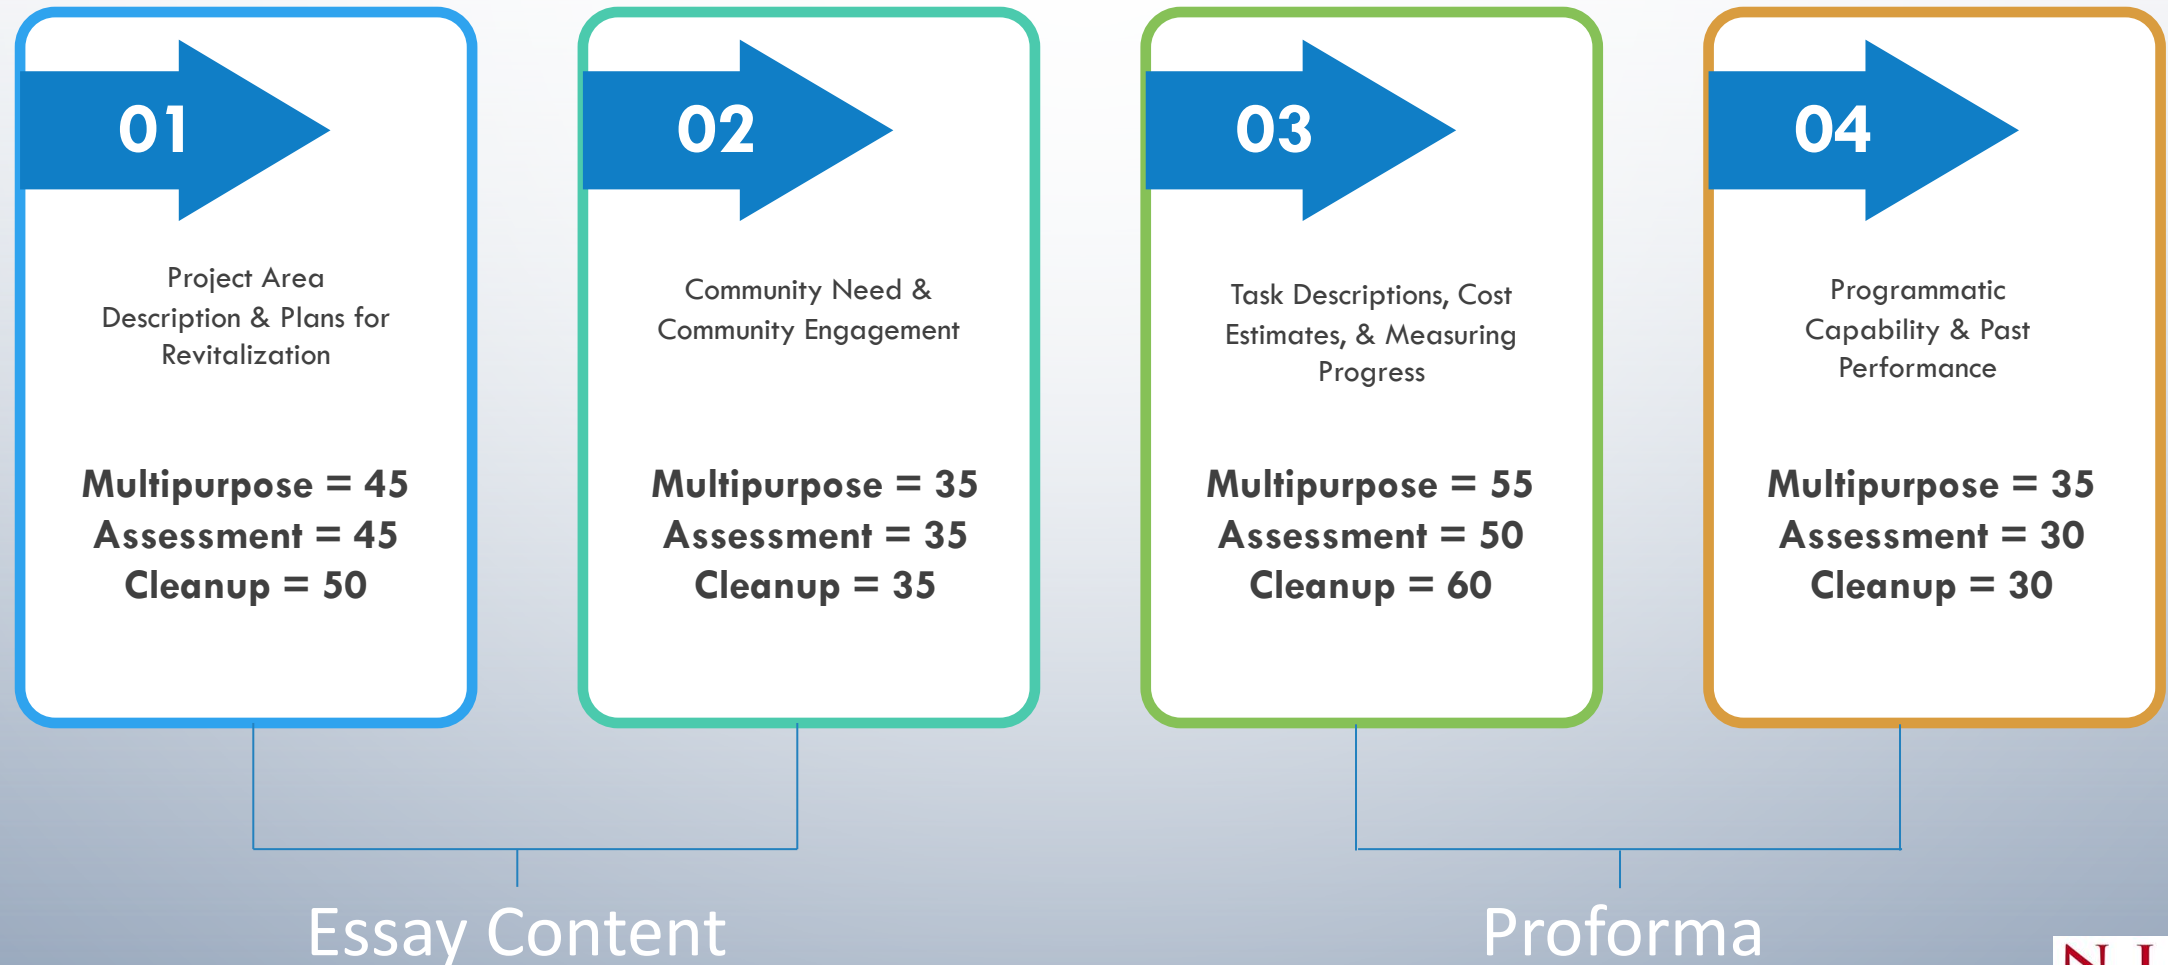 01
Project Area
Description & Plans for
Revitalization
Multipurpose = 45
Assessment = 45
Cleanup = 50
02
Community Need &
Community Engagement
Multipurpose = 35
Assessment = 35
Cleanup = 35
03
Task Descriptions, Cost
Estimates, & Measuring
Progress
Multipurpose = 55
Assessment = 50
Cleanup = 60
04
Programmatic
Capability & Past
Performance
Multipurpose = 35
Assessment = 30
Cleanup = 30
Essay Content
Proforma